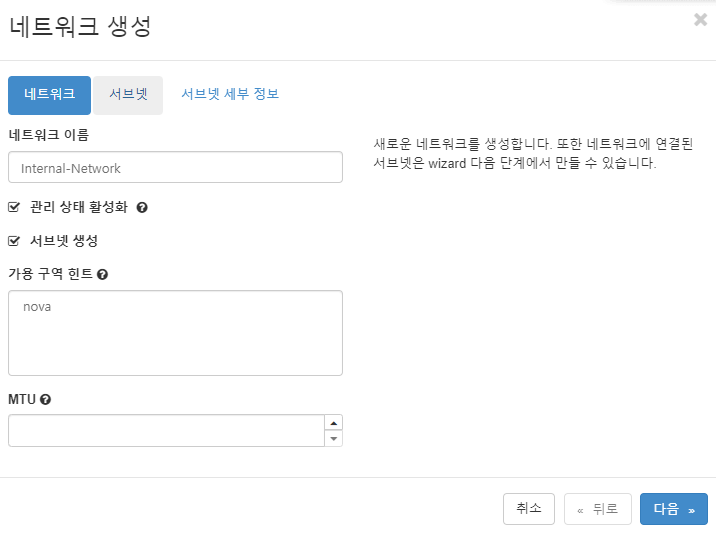 네트워크 생성
네트워크
서브넷
서브넷 세부 정보
네트워크 이름
Internal-Network
관리 상태 활성화
서브넷 생성
가용 구역 힌트
nova
MTU
새로운 네트워크를 생성합니다. 또한 네트워크에 연결된
서브넷은 wizard 다음 단계에서 만들 수 있습니다.
취소
« 뒤로
다음 »